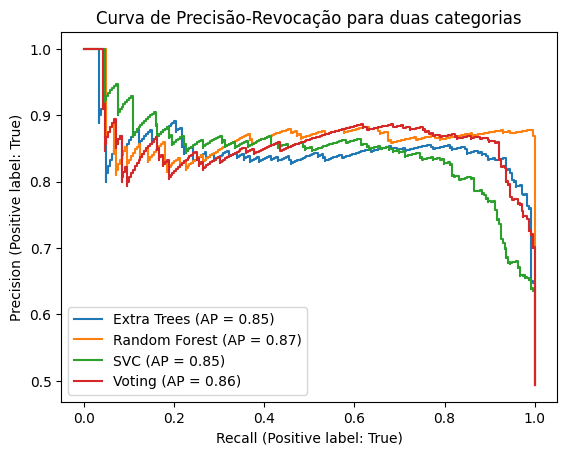 Curva de Precisão-Revocação para duas categorias
Precision (Positive label: True)
1.0
0.9
0.8
0.7
0.6
0.5
Extra Trees (AP = 0.85)
Random Forest (AP = 0.87)
SVC (AP = 0.85)
Voting (AP = 0.86)
0.0 0.2 0.4 0.6 0.8 1.0
Recall (Positive label: True)